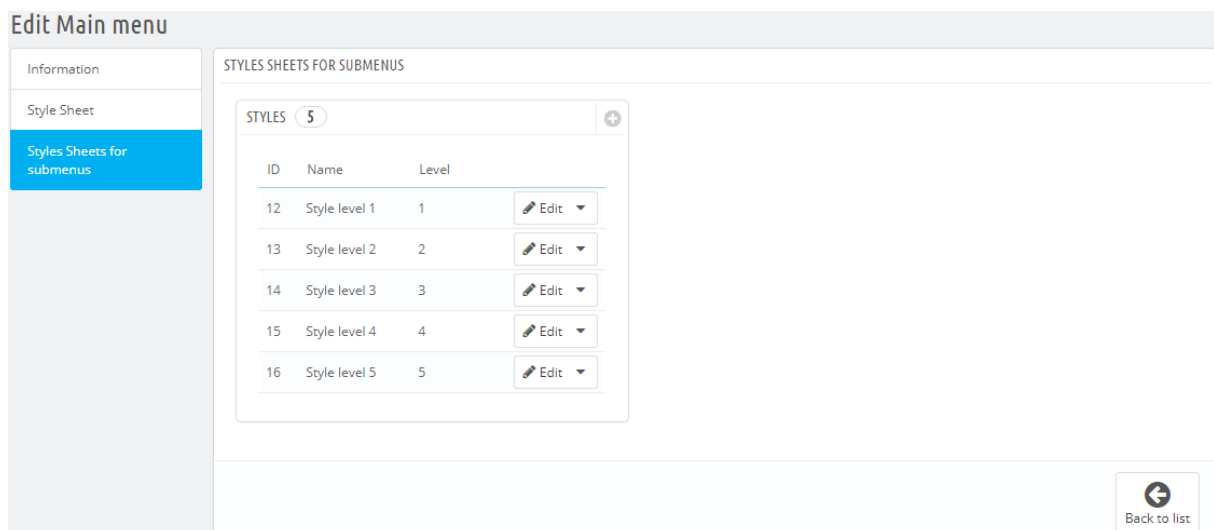 Edit Main menu
Information
Style Sheet
Styles Sheets for
submenus
STYLES SHEETS FOR SUBMENUS
STYLES 5
ID Name Level
12 Style level 1 1 Edit
13 Style level 2 2 Edit
14 Style level 3 3 Edit
15 Style level 4 4 Edit
16 Style level 5 5 Edit
Back to list